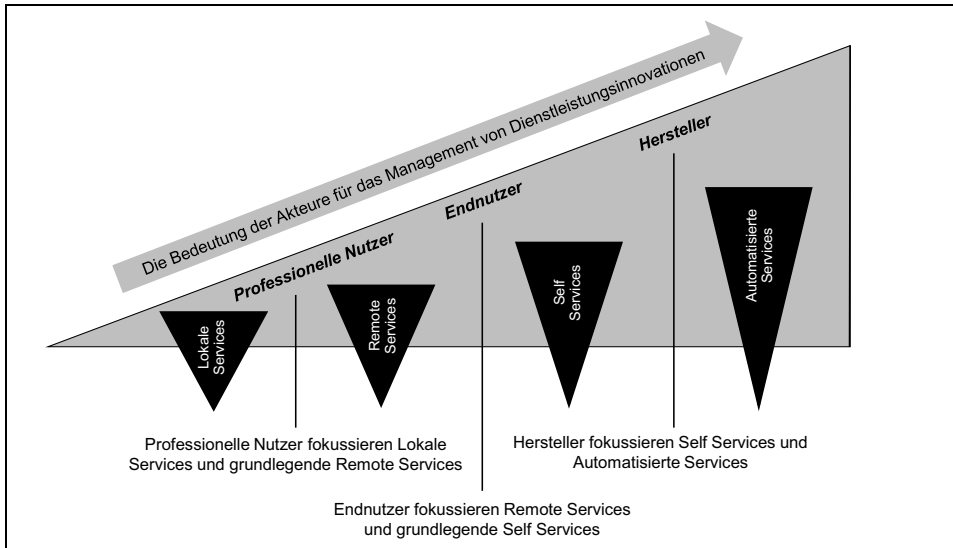 Die Bedeutung der Akteure für das Management von Dienstleistungsinnovationen
Professionelle Nutzer
Endnutzer
Hersteller
Lokale
Services
Remote
Services
Self
Services
Automatisierte
Services
Professionelle Nutzer fokussieren Lokale
Services und grundlegende Remote Services
Hersteller fokussieren Self Services und
Automatisierte Services
Endnutzer fokussieren Remote Services
und grundlegende Self Services